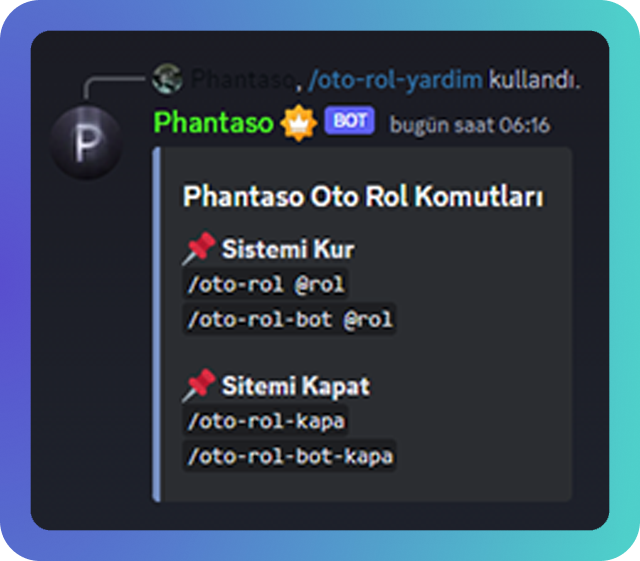 Phantaso, /oto-rol-yardim kullandı.
P
Phantaso BOT bugün saat 06:16
Phantaso Oto Rol Komutları
Sistemi Kur
/oto-rol @rol
/oto-rol-bot @rol
Sitemi Kapat
/oto-rol-kapa
/oto-rol-bot-kapa